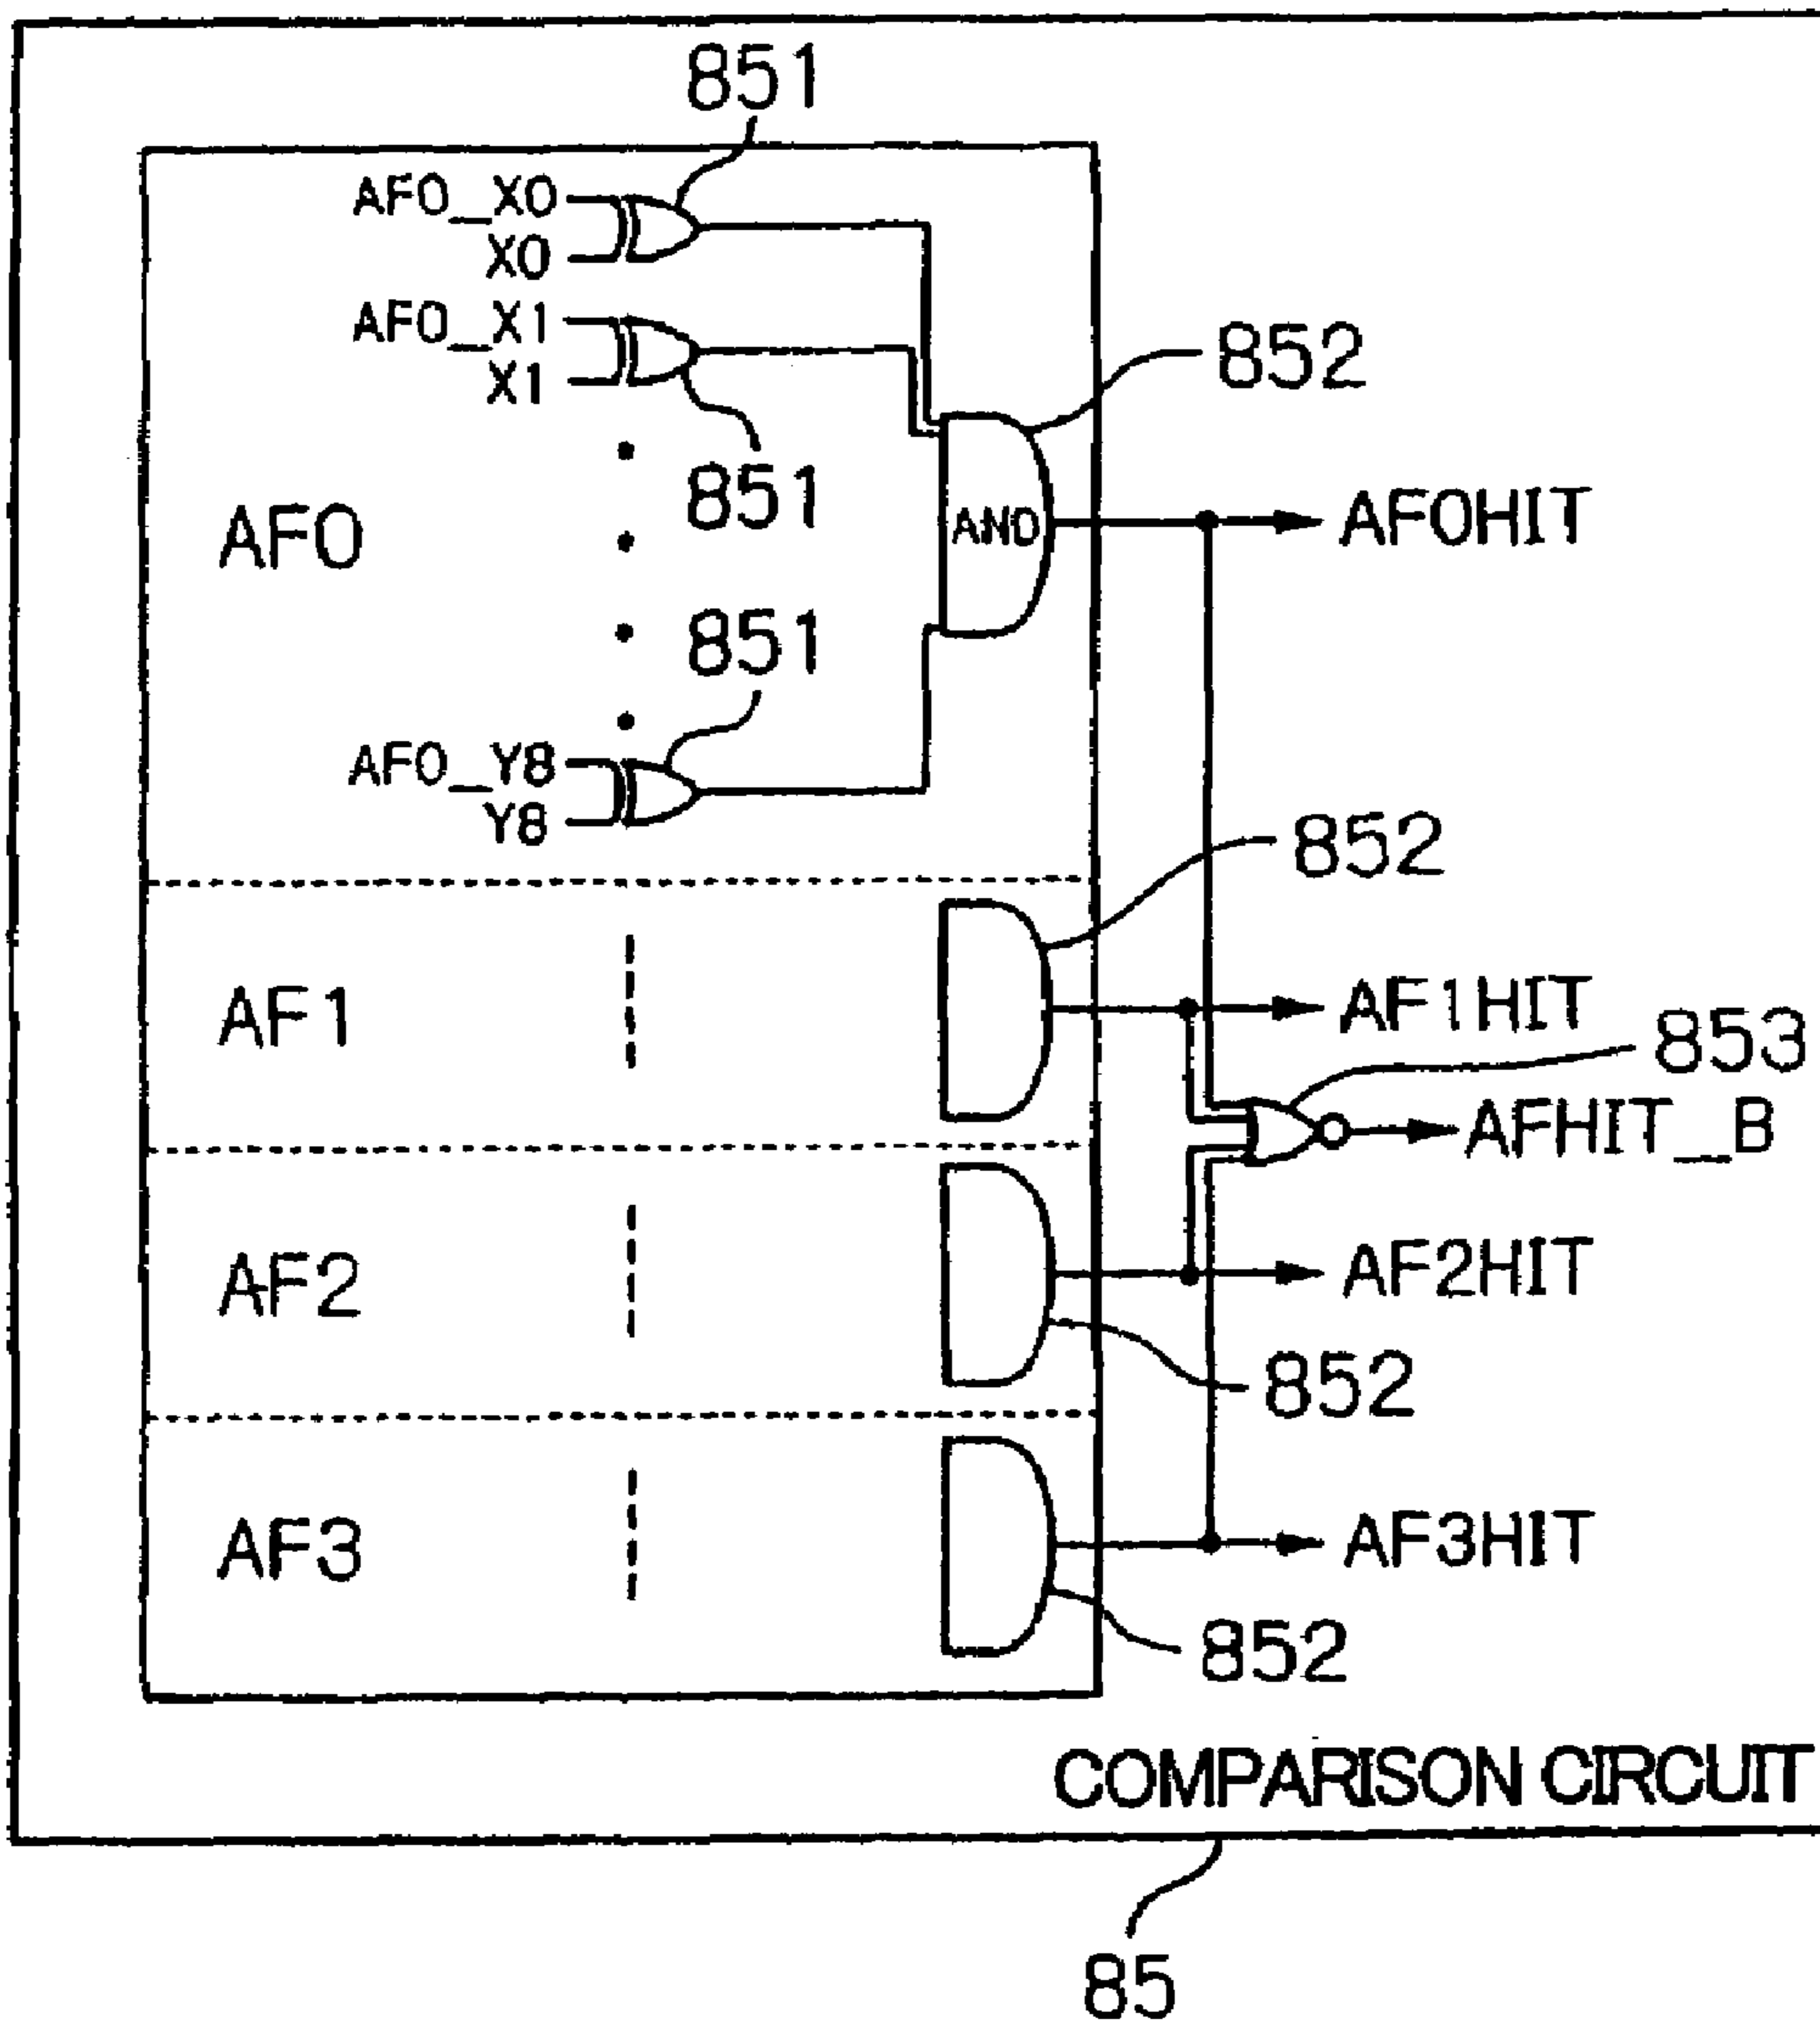 851
AF0_X0
X0
AF0_X1
X1
852
851
AF0
AND
AF0HIT
851
AF0_Y8
Y8
852
AF1
AF1HIT
853
AFHIT_B
AF2
AF2HIT
852
AF3
AF3HIT
852
COMPARISON CIRCUIT
85